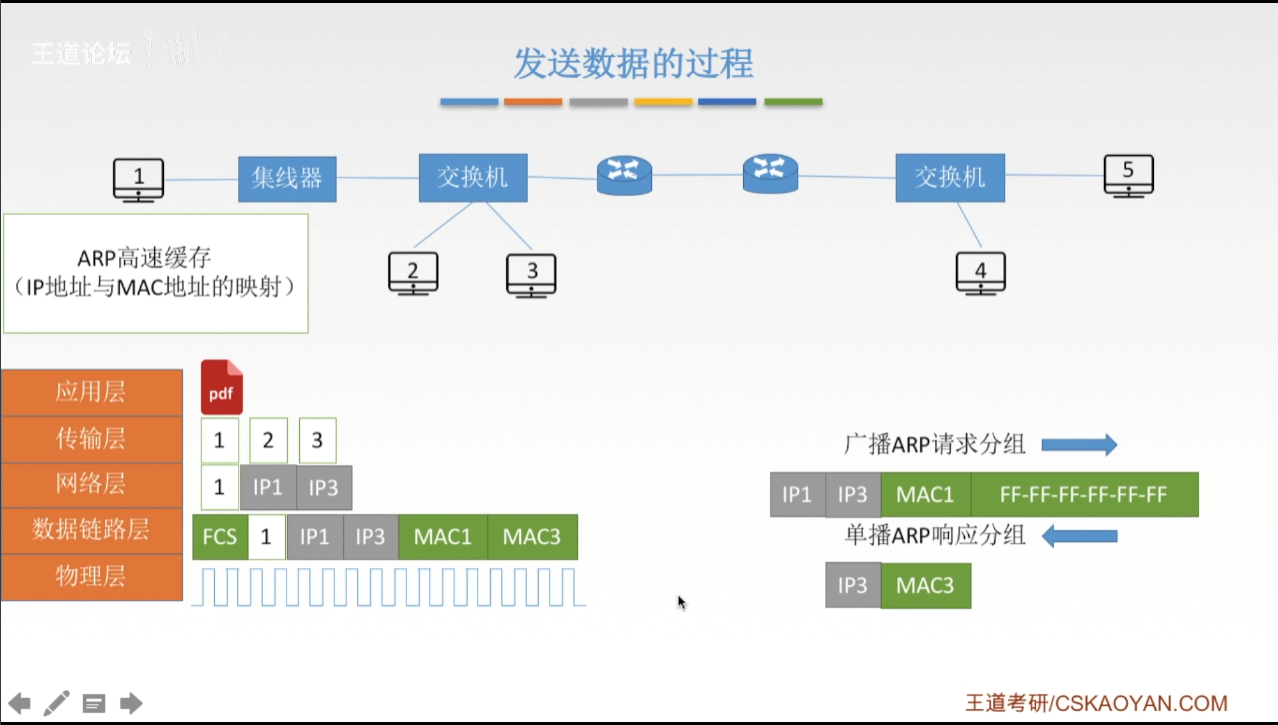 王道论坛
发送数据的过程
1
集线器
交换机
交换机
5
2
3
4
ARP高速缓存
（IP地址与MAC地址的映射）
应用层
pdf
传输层
1 2 3
网络层
1 IP1 IP3
数据链路层
FCS 1 IP1 IP3 MAC1 MAC3
物理层
广播ARP请求分组
IP1 IP3 MAC1 FF-FF-FF-FF-FF-FF
单播ARP响应分组
IP3 MAC3
王道考研/CSKAOYAN.COM